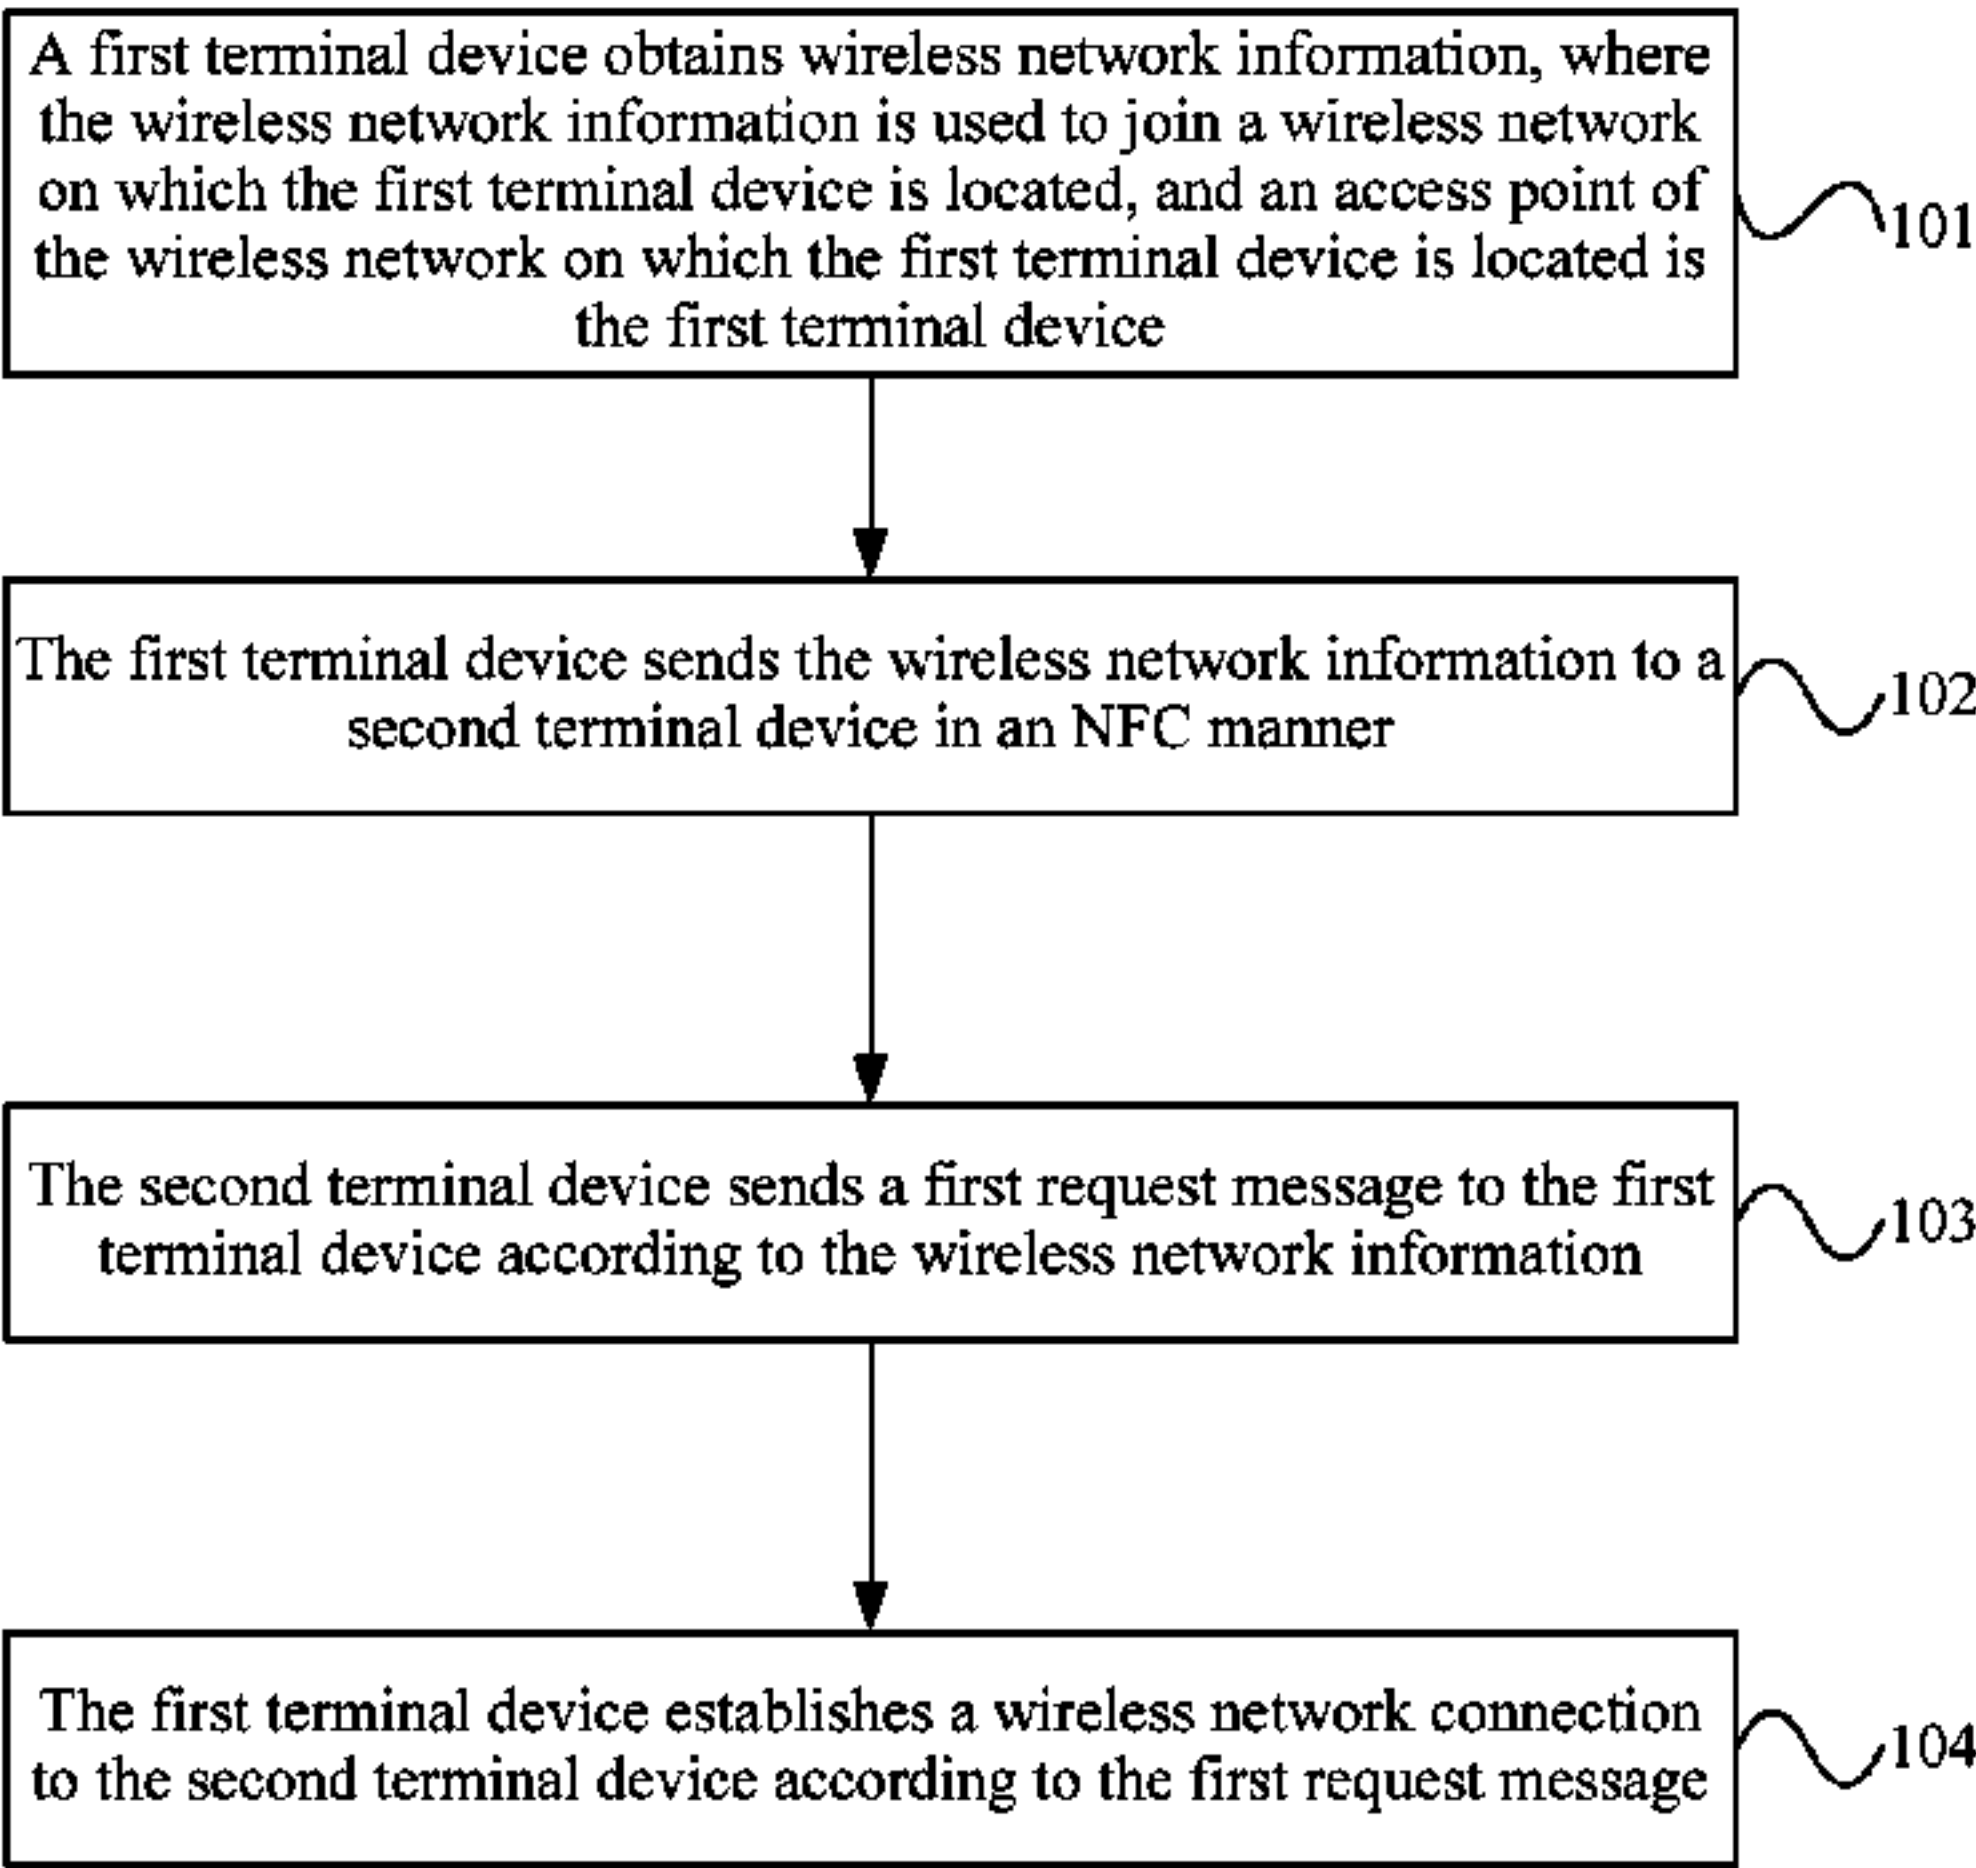 A first terminal device obtains wireless network information, where
the wireless network information is used to join a wireless network
on which the first terminal device is located, and an access point of
the wireless network on which the first terminal device is located is
the first terminal device
101
The first terminal device sends the wireless network information to a
second terminal device in an NFC manner
102
The second terminal device sends a first request message to the first
terminal device according to the wireless network information
103
The first terminal device establishes a wireless network connection
to the second terminal device according to the first request message
104